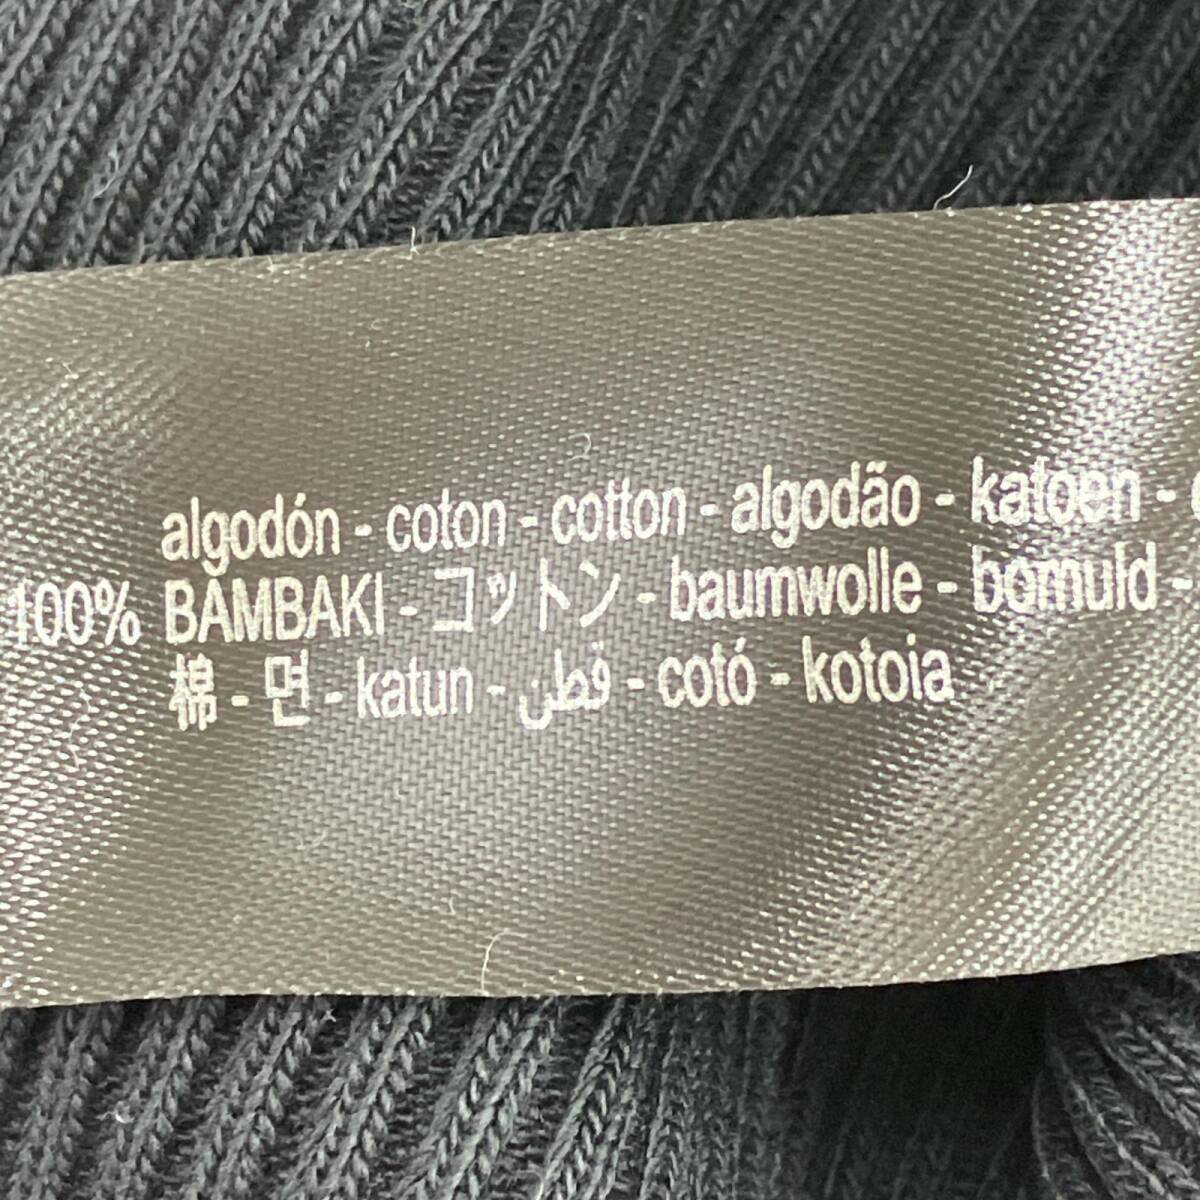 algodón - coton - cotton - algodão - katoen -
100% BAMBAKI - コットン - baumwolle - bomuld -
棉 - 면 - katun - قطن - cotó - kotoia